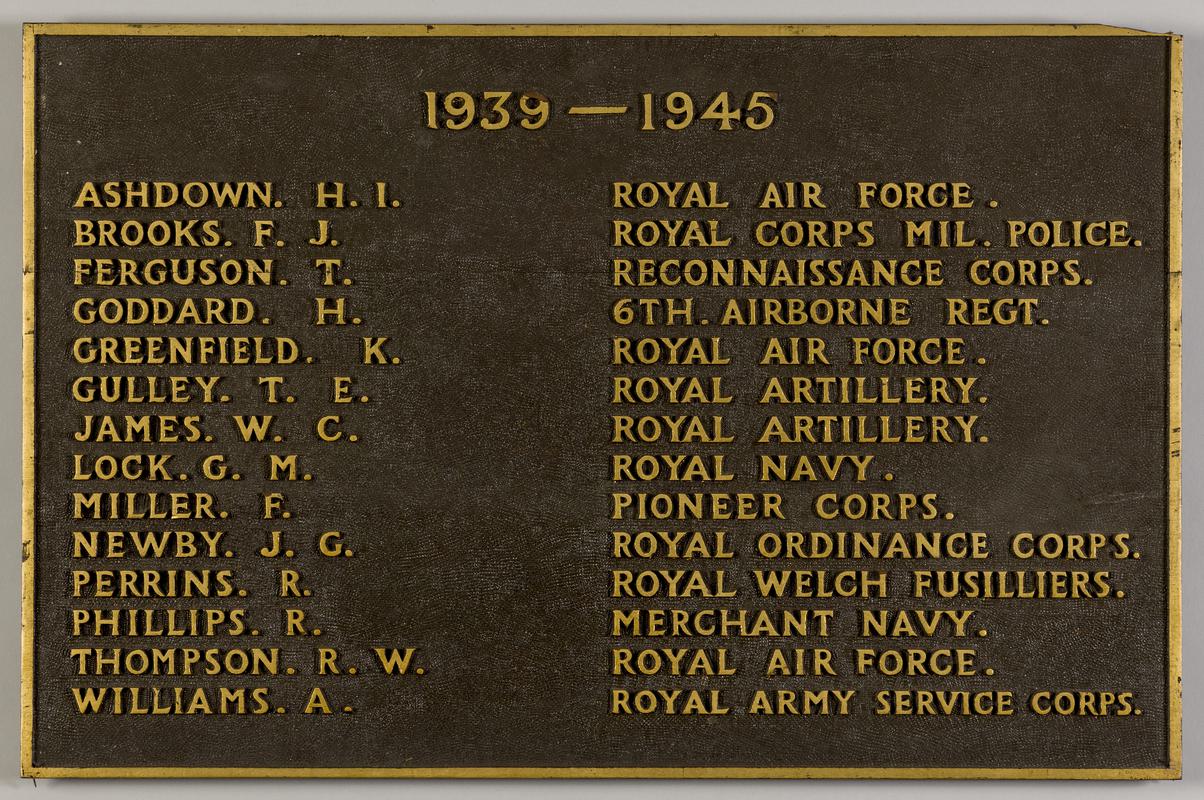 1939 — 1945
ASHDOWN. H. I. ROYAL AIR FORCE.
BROOKS. F. J. ROYAL CORPS MIL. POLICE.
FERGUSON. T. RECONNAISSANCE CORPS.
GODDARD. H. 6TH. AIRBORNE REGT.
GREENFIELD. K. ROYAL AIR FORCE.
GULLEY. T. E. ROYAL ARTILLERY.
JAMES. W. C. ROYAL ARTILLERY.
LOCK. G. M. ROYAL NAVY.
MILLER. F. PIONEER CORPS.
NEWBY. J. G. ROYAL ORDINANCE CORPS.
PERRINS. R. ROYAL WELCH FUSILLIERS.
PHILLIPS. R. MERCHANT NAVY.
THOMPSON. R. W. ROYAL AIR FORCE.
WILLIAMS. A. ROYAL ARMY SERVICE CORPS.